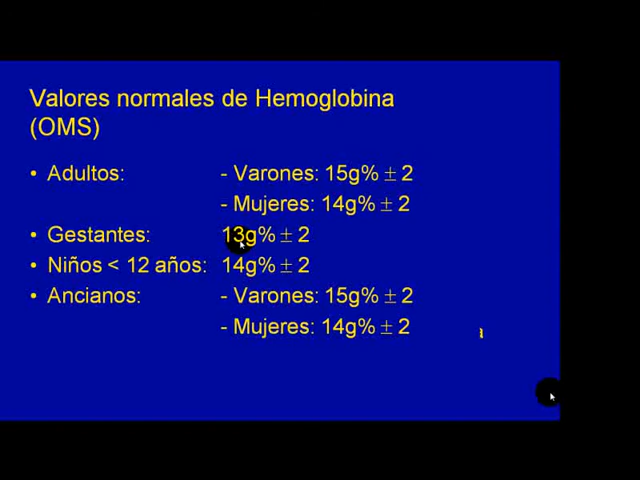 Valores normales de Hemoglobina
(OMS)
• Adultos: - Varones: 15g% ± 2
- Mujeres: 14g% ± 2
• Gestantes: 13g% ± 2
• Niños < 12 años: 14g% ± 2
• Ancianos: - Varones: 15g% ± 2
- Mujeres: 14g% ± 2
a